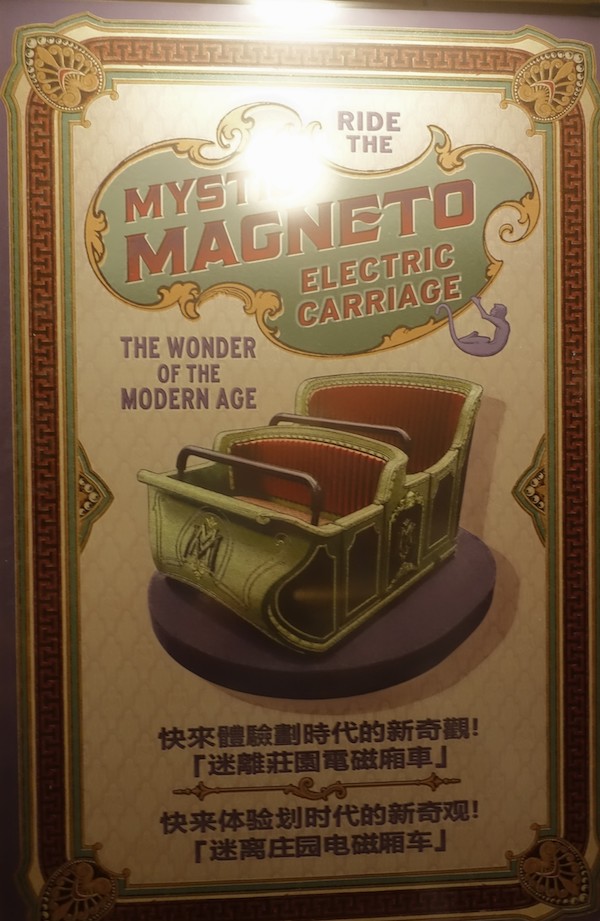 RIDE
THE
MAGNETO
ELECTRIC
CARRIAGE
THE WONDER
OF THE
MODERN AGE
M
快來體驗劃時代的新奇觀!
「迷離莊園電磁廂車」
快来体验划时代的新奇观!
「迷离庄园电磁厢车」